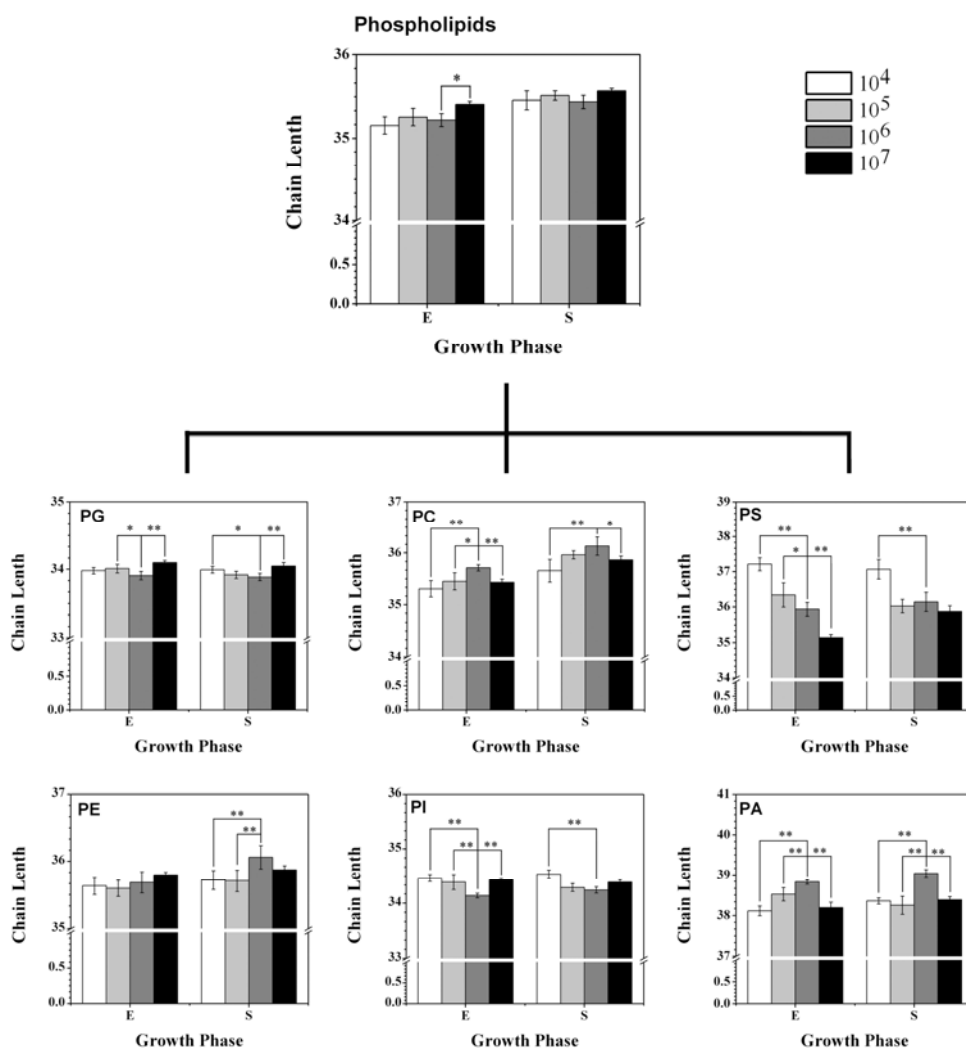 Phospholipids
36
35
34
0.5
0.0
Chain Lenth
*
E
S
Growth Phase
10^4
10^5
10^6
10^7
PG
35
34
33
0.5
0.0
Chain Lenth
* **
* **
E
S
Growth Phase
PC
37
36
35
34
0.5
0.0
Chain Lenth
**
* **
** *
E
S
Growth Phase
PS
39
38
37
36
35
34
0.5
0.0
Chain Lenth
**
* **
**
E
S
Growth Phase
PE
37
36
35
0.5
0.0
Chain Lenth
**
**
E
S
Growth Phase
PI
36
35
34
33
0.5
0.0
Chain Lenth
**
** **
**
E
S
Growth Phase
PA
41
40
39
38
37
0.5
0.0
Chain Lenth
**
** **
**
** **
E
S
Growth Phase